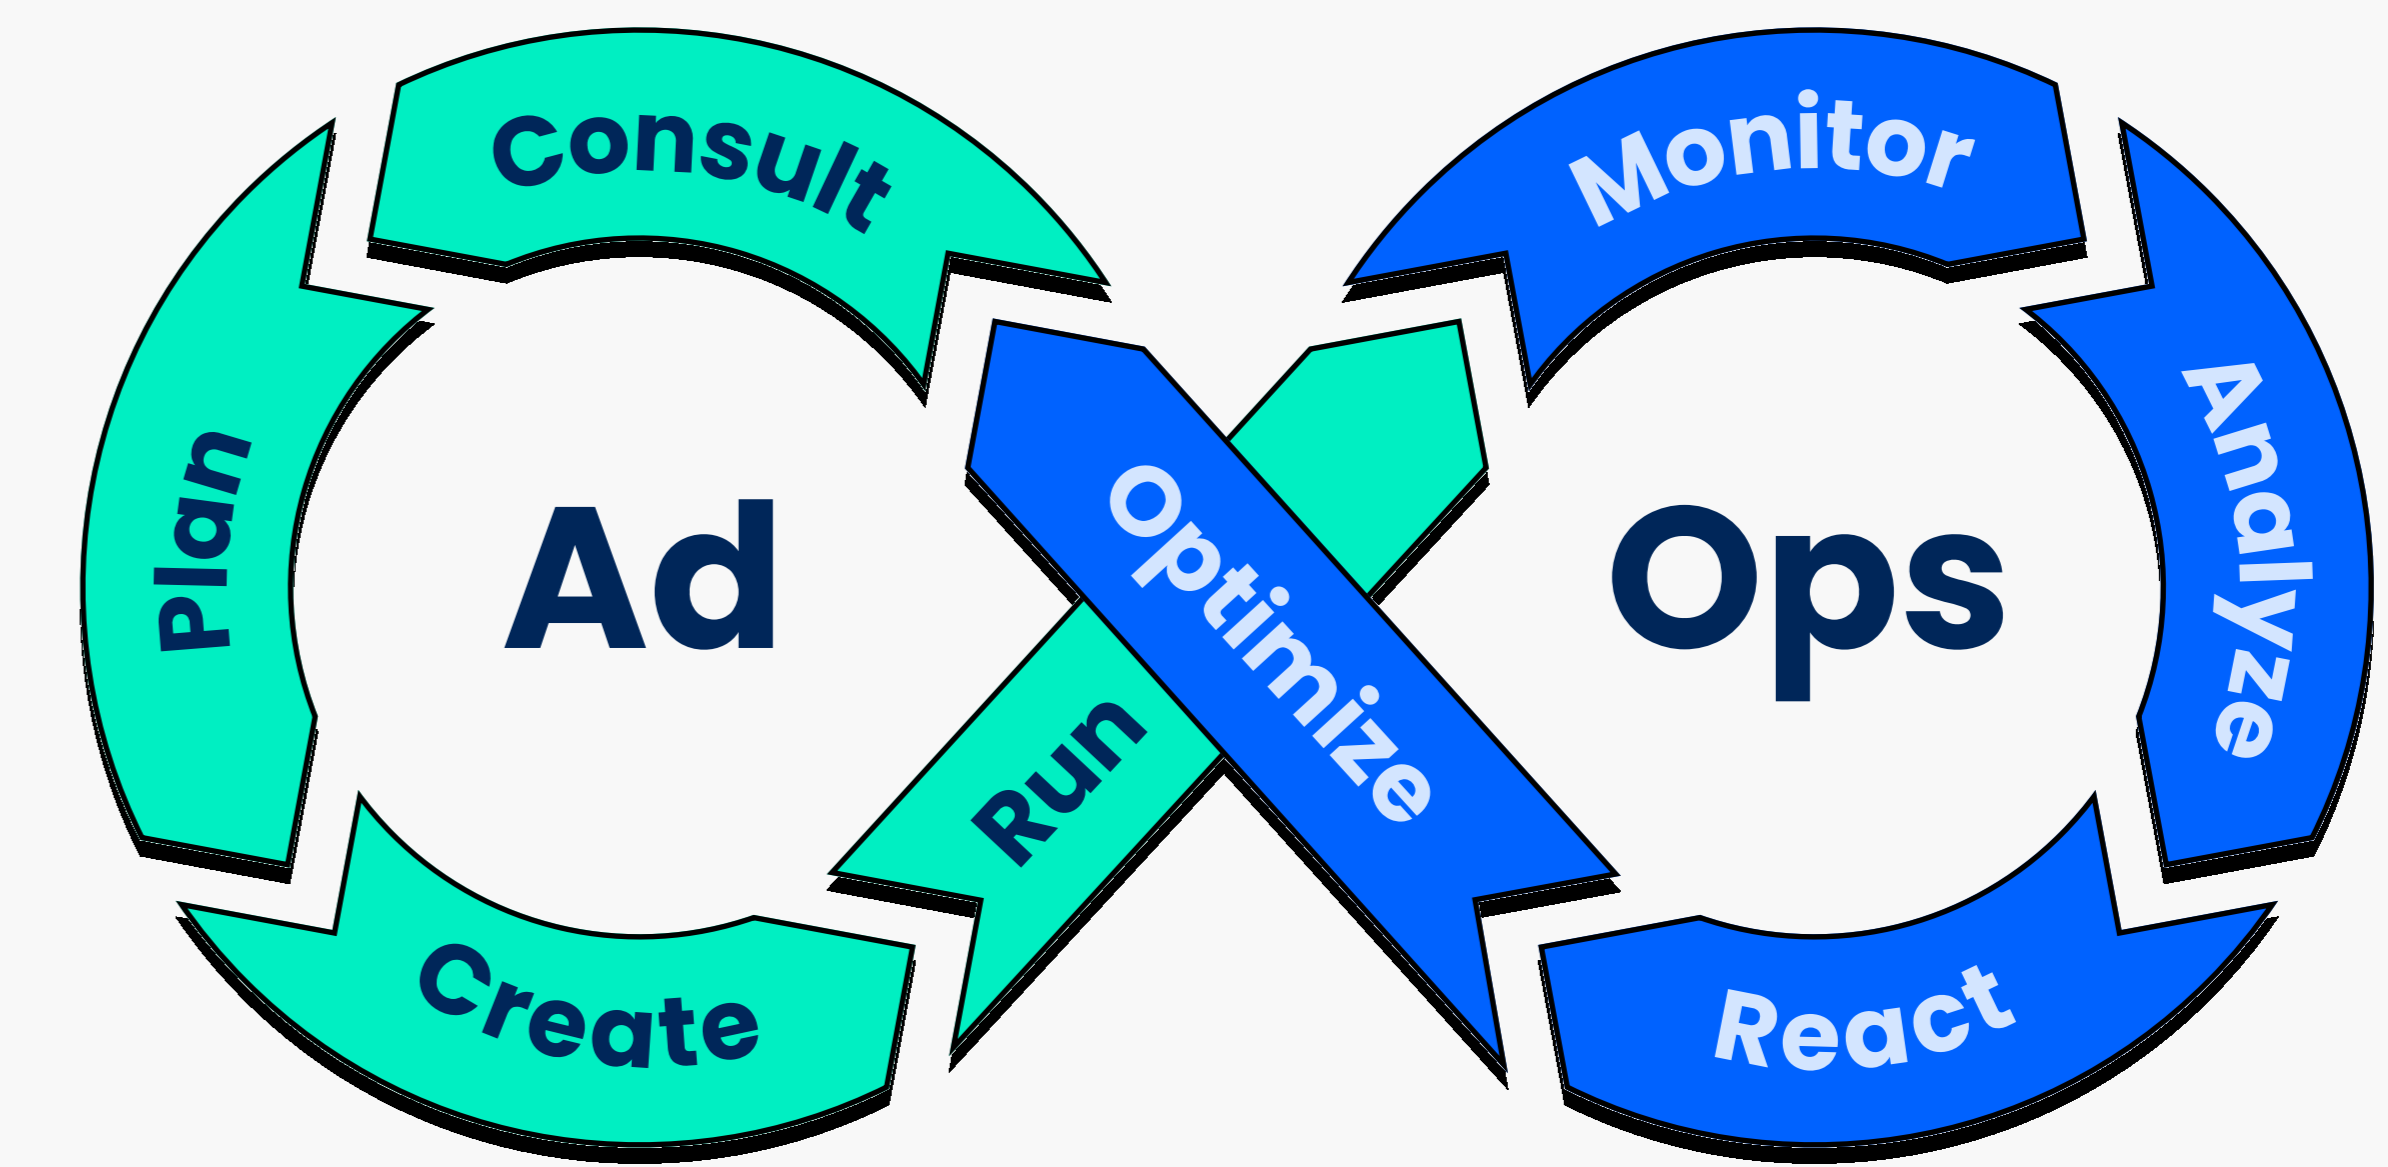 Consult
Plan
Ad
Create
Run
Optimize
Monitor
Analyze
Ops
React